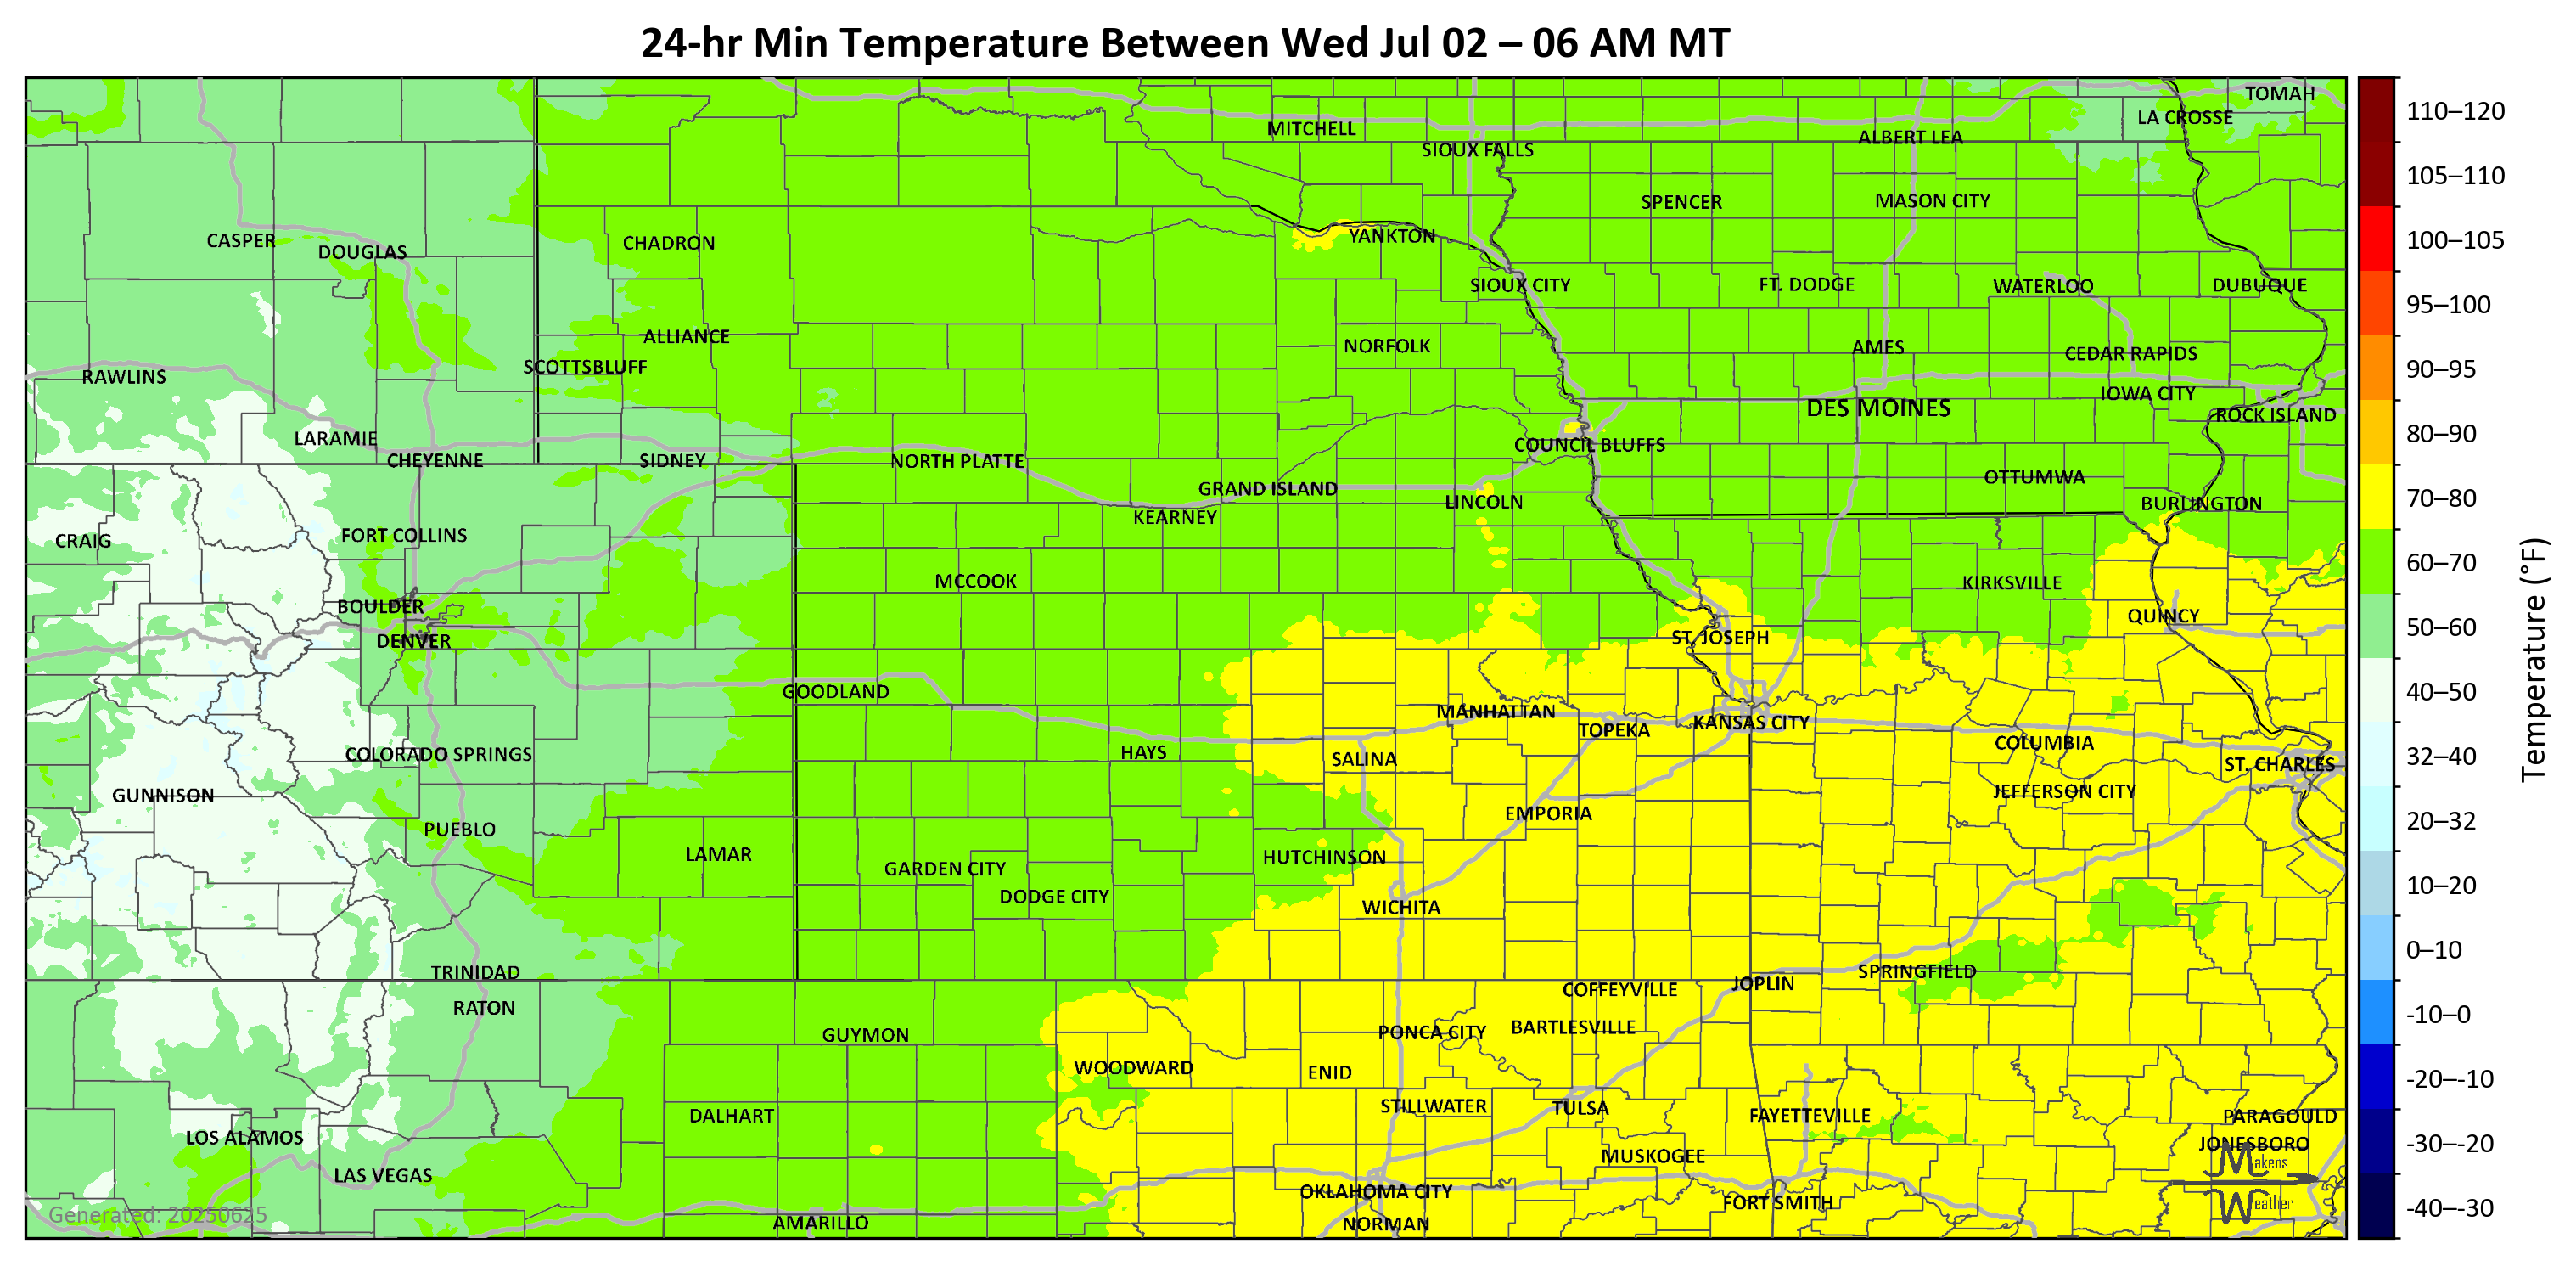 24-hr Min Temperature Between Wed Jul 02 – 06 AM MT
TOMAH
LA CROSSE
MITCHELL
ALBERT LEA
SIOUX FALLS
SPENCER
MASON CITY
CASPER
DOUGLAS
CHADRON
YANKTON
SIOUX CITY
FT. DODGE
WATERLOO
DUBUQUE
ALLIANCE
NORFOLK
AMES
CEDAR RAPIDS
SCOTTSBLUFF
RAWLINS
IOWA CITY
DES MOINES
ROCK ISLAND
LARAMIE
COUNCIL BLUFFS
CHEYENNE
SIDNEY
NORTH PLATTE
OTTUMWA
GRAND ISLAND
LINCOLN
BURLINGTON
KEARNEY
CRAIG
FORT COLLINS
MCCOOK
KIRKSVILLE
BOULDER
QUINCY
DENVER
ST. JOSEPH
GOODLAND
MANHATTAN
TOPEKA
KANSAS CITY
COLUMBIA
COLORADO SPRINGS
HAYS
SALINA
ST. CHARLES
GUNNISON
JEFFERSON CITY
EMPORIA
PUEBLO
LAMAR
HUTCHINSON
GARDEN CITY
DODGE CITY
WICHITA
TRINIDAD
SPRINGFIELD
JOPLIN
COFFEYVILLE
RATON
GUYMON
PONCA CITY
BARTLESVILLE
WOODWARD
ENID
DALHART
STILLWATER
TULSA
FAYETTEVILLE
PARAGOULD
LOS ALAMOS
JONESBORO
MUSKOGEE
LAS VEGAS
OKLAHOMA CITY
FORT SMITH
AMARILLO
NORMAN
Generated: 20250625
Makens
Weather
110–120
105–110
100–105
95–100
90–95
80–90
70–80
60–70
50–60
40–50
32–40
20–32
10–20
0–10
-10–0
-20–-10
-30–-20
-40–-30
Temperature (°F)